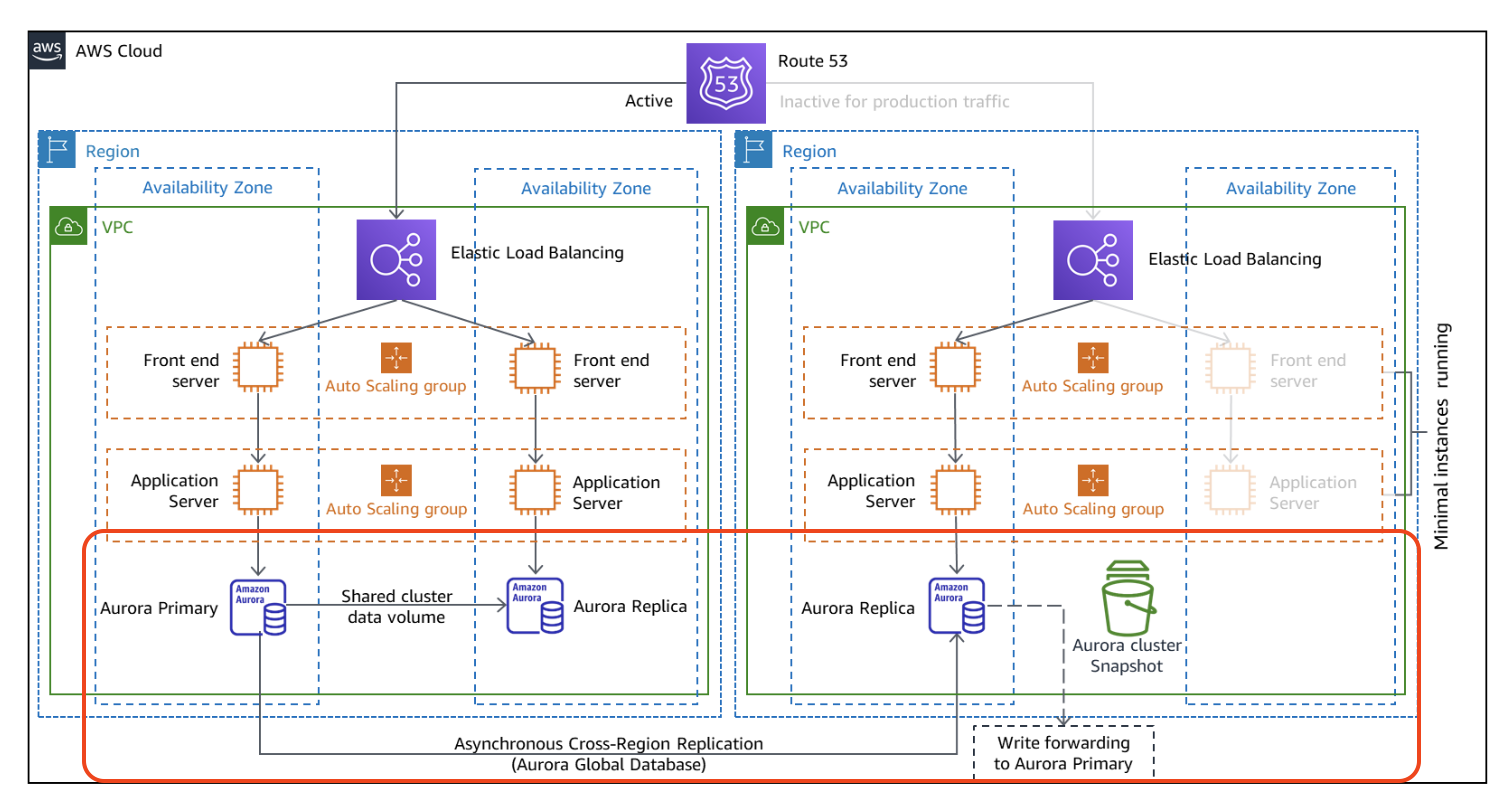 aws
AWS Cloud
53
Route 53
Active
Inactive for production traffic
Region
Availability Zone
Availability Zone
VPC
Elastic Load Balancing
Front end
server
Auto Scaling group
Front end
server
Application
Server
Auto Scaling group
Application
Server
Aurora Primary
Amazon
Aurora
Shared cluster
data volume
Amazon
Aurora
Aurora Replica
Region
Availability Zone
Availability Zone
VPC
Elastic Load Balancing
Front end
server
Auto Scaling group
Front end
server
Application
Server
Auto Scaling group
Application
Server
Minimal instances running
Aurora Replica
Amazon
Aurora
Aurora cluster
Snapshot
Asynchronous Cross-Region Replication
(Aurora Global Database)
Write forwarding
to Aurora Primary